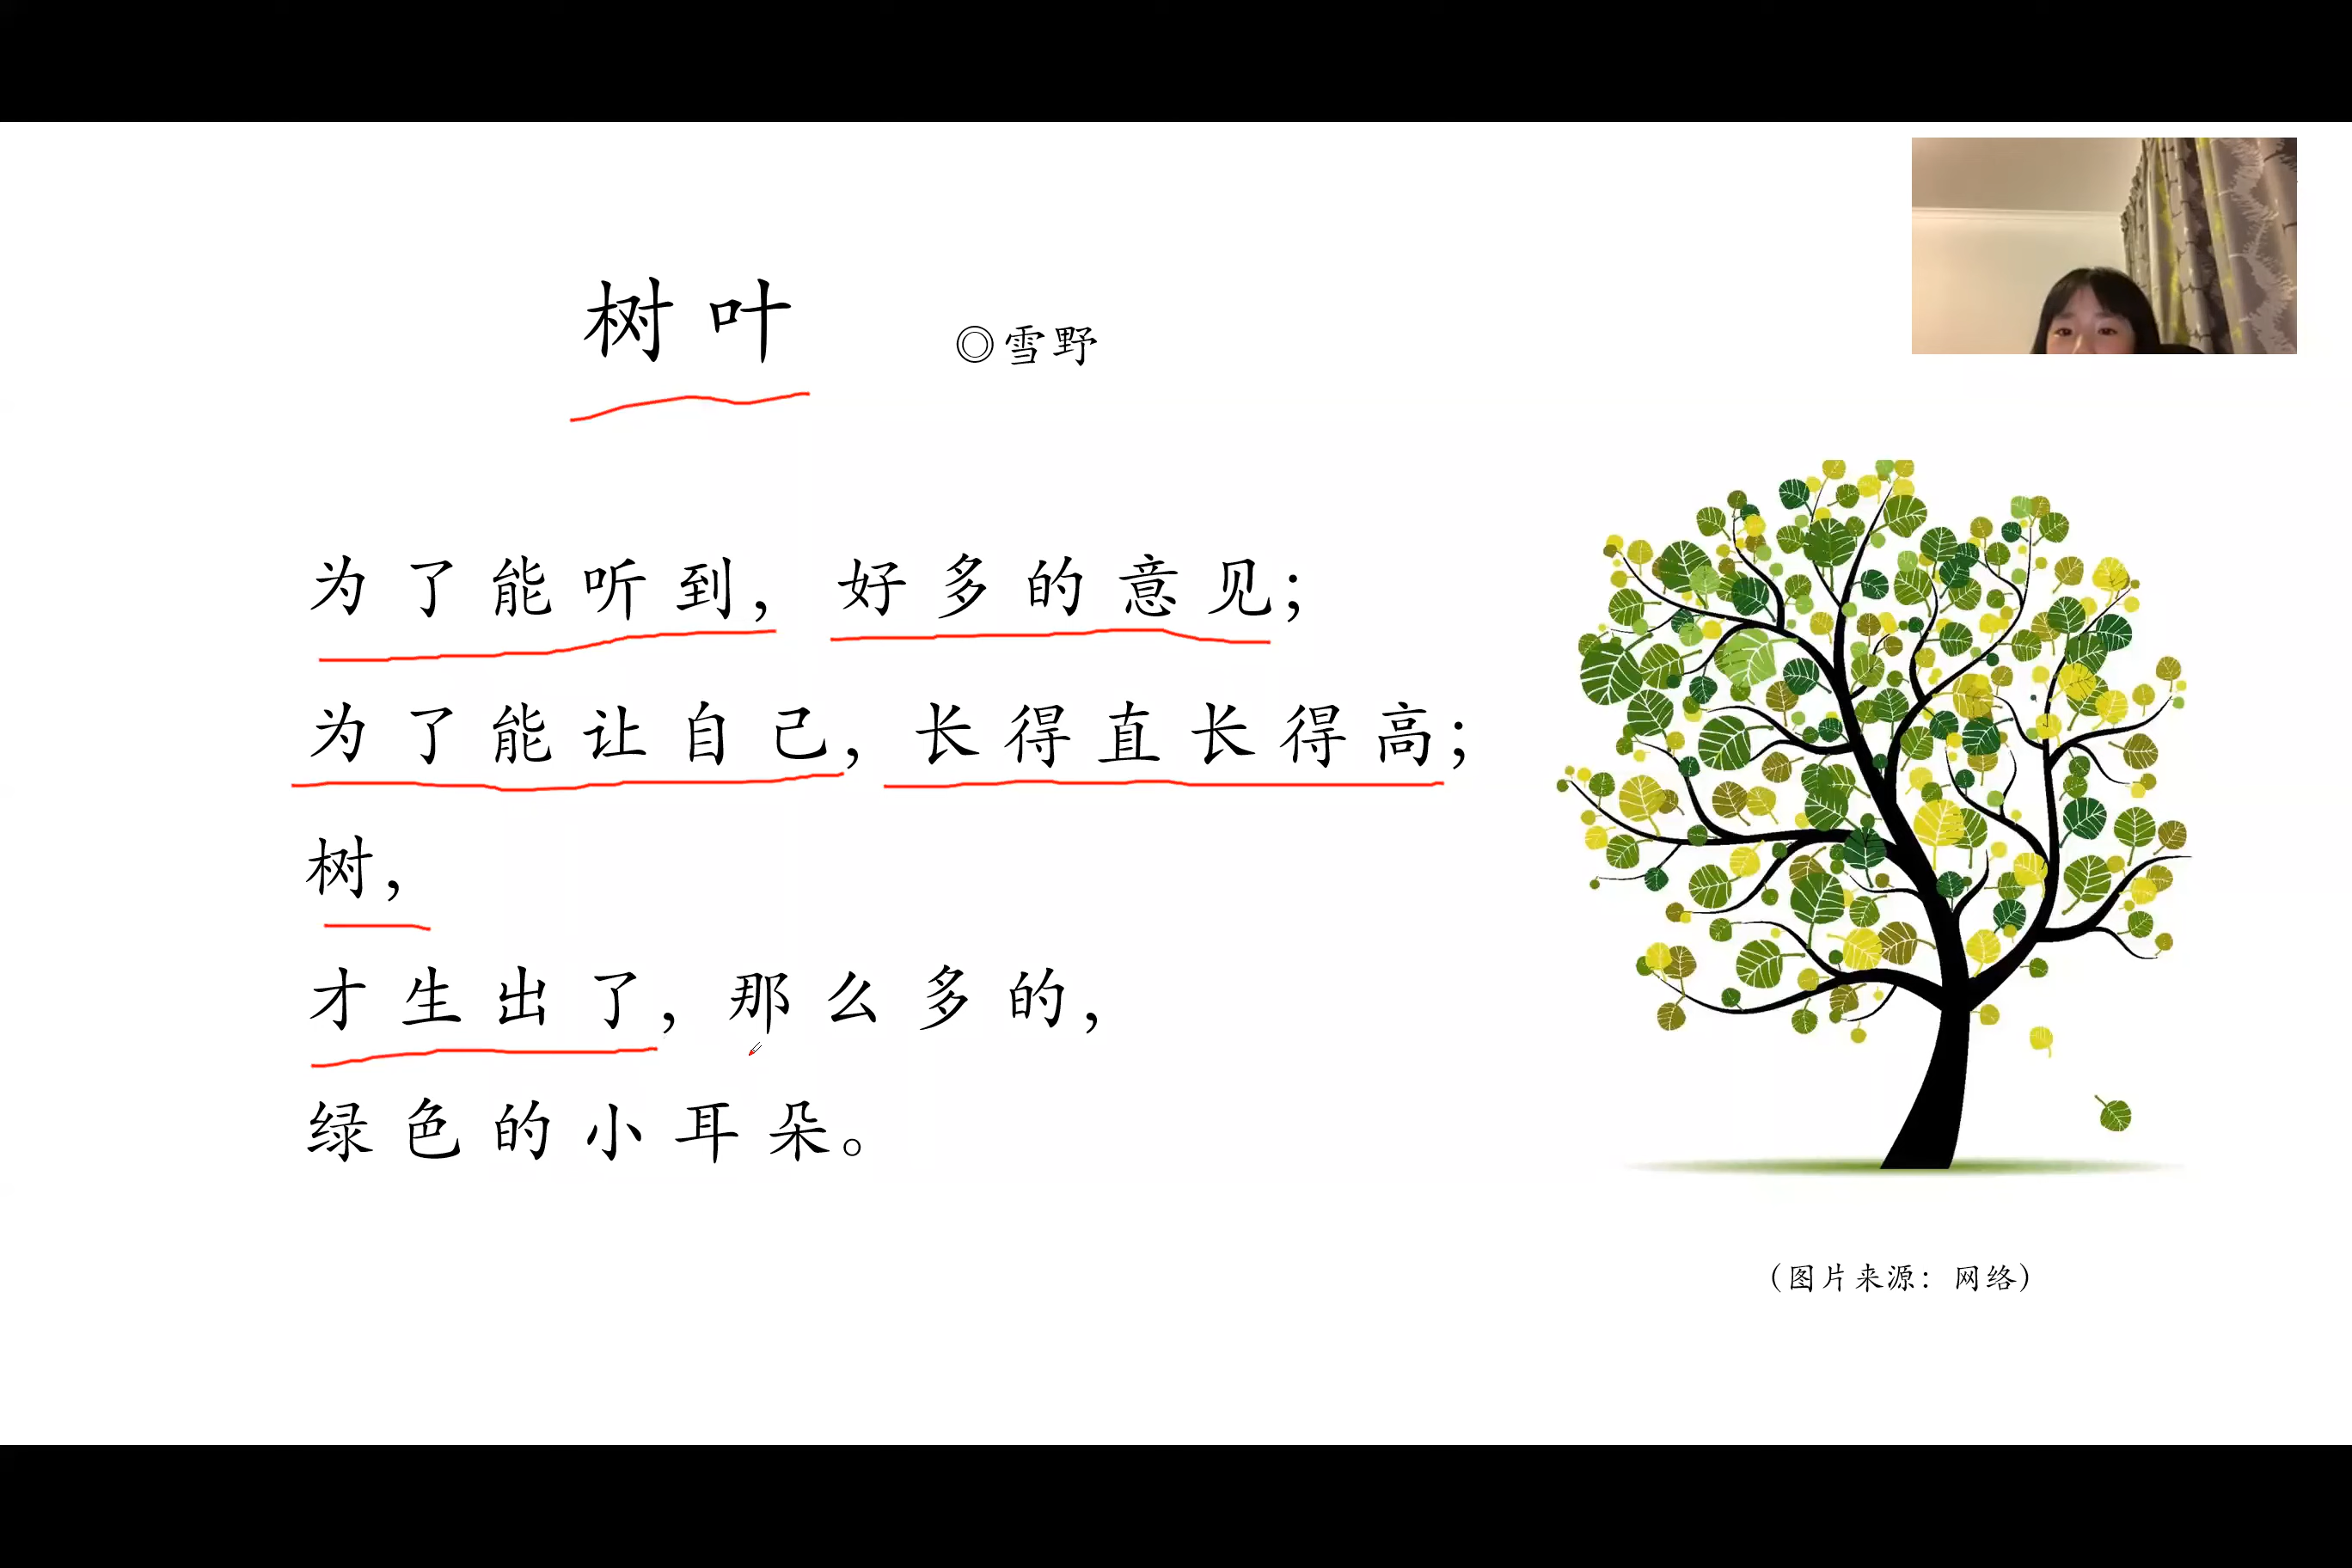 树叶 ◎雪野
为了能听到，好多的意见；
为了能让自己，长得直长得高；
树，
才生出了，那么多的，
绿色的小耳朵。
（图片来源：网络）